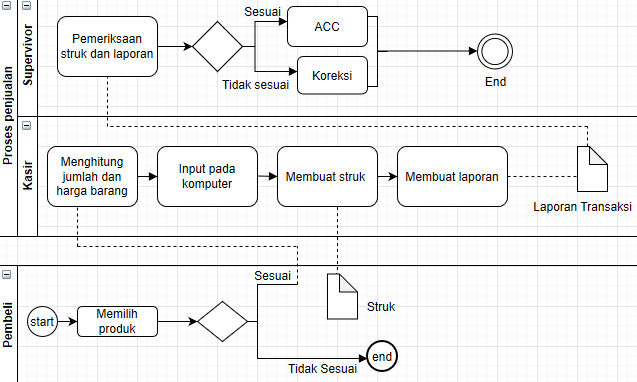 Proses penjualan
Supervisor
Pemeriksaan
struk dan laporan
Sesuai
ACC
Tidak sesuai
Koreksi
End
Kasir
Menghitung
jumlah dan
harga barang
Input pada
komputer
Membuat struk
Membuat laporan
Laporan Transaksi
Pembeli
start
Memilih
produk
Sesuai
Tidak Sesuai
Struk
end